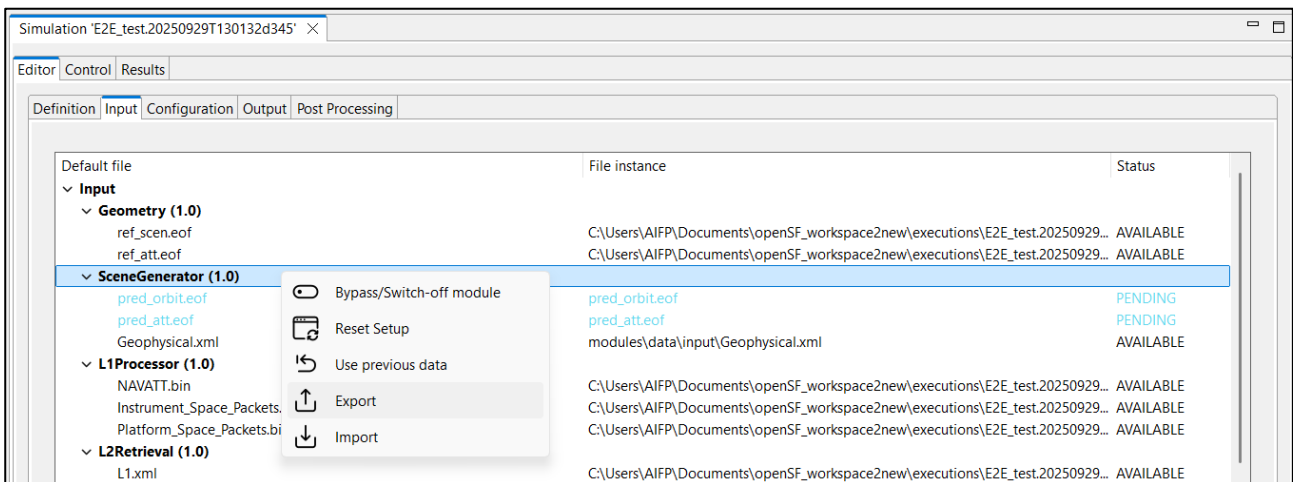 Simulation 'E2E_test.20250929T130132d345'
Editor Control Results
Definition Input Configuration Output Post Processing
Default file File instance Status
Input
Geometry (1.0)
ref_scen.eof C:\Users\AIFP\Documents\openSF_workspace2new\executions\E2E_test.20250929... AVAILABLE
ref_att.eof C:\Users\AIFP\Documents\openSF_workspace2new\executions\E2E_test.20250929... AVAILABLE
SceneGenerator (1.0)
Bypass/Switch-off module
pred_orbit.eof pred_orbit.eof PENDING
pred_att.eof pred_att.eof PENDING
Reset Setup
Geophysical.xml modules\data\input\Geophysical.xml AVAILABLE
L1Processor (1.0)
Use previous data
NAVATT.bin C:\Users\AIFP\Documents\openSF_workspace2new\executions\E2E_test.20250929... AVAILABLE
Instrument_Space_Packets. Export C:\Users\AIFP\Documents\openSF_workspace2new\executions\E2E_test.20250929... AVAILABLE
Platform_Space_Packets.bi C:\Users\AIFP\Documents\openSF_workspace2new\executions\E2E_test.20250929... AVAILABLE
Import
L2Retrieval (1.0)
L1.xml C:\Users\AIFP\Documents\openSF_workspace2new\executions\E2E_test.20250929... AVAILABLE